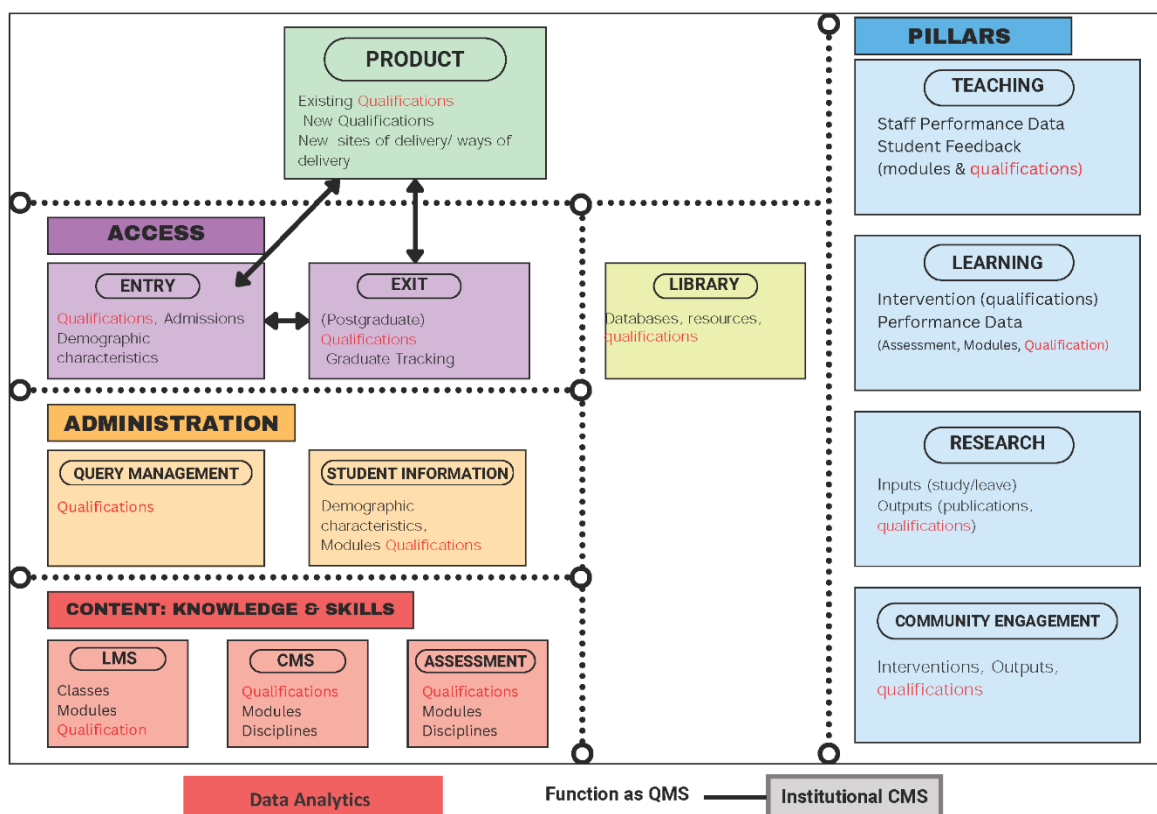 PRODUCT
Existing Qualifications
New Qualifications
New sites of delivery/ ways of
delivery
ACCESS
ENTRY
Qualifications, Admissions
Demographic
characteristics
EXIT
(Postgraduate)
Qualifications
Graduate Tracking
LIBRARY
Databases, resources,
qualifications
ADMINISTRATION
QUERY MANAGEMENT
Qualifications
STUDENT INFORMATION
Demographic
characteristics,
Modules Qualifications
CONTENT: KNOWLEDGE & SKILLS
LMS
Classes
Modules
Qualification
CMS
Qualifications
Modules
Disciplines
ASSESSMENT
Qualifications
Modules
Disciplines
PILLARS
TEACHING
Staff Performance Data
Student Feedback
(modules & qualifications)
LEARNING
Intervention (qualifications)
Performance Data
(Assessment, Modules, Qualification)
RESEARCH
Inputs (study/leave)
Outputs (publications,
qualifications)
COMMUNITY ENGAGEMENT
Interventions, Outputs,
qualifications
Data Analytics
Function as QMS
Institutional CMS